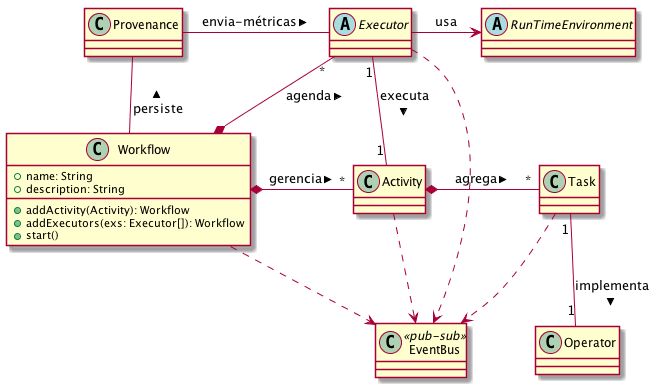 C Provenance
envia-métricas ▶
A Executor
usa
A RunTimeEnvironment
*
1
▲
persiste
agenda ▶
executa
▼
C Workflow
name: String
description: String
addActivity(Activity): Workflow
addExecutors(exs: Executor[]): Workflow
start()
gerencia ▶
*
1
C Activity
agrega ▶
*
C Task
1
implementa
▼
1
C «pub-sub»
EventBus
C Operator